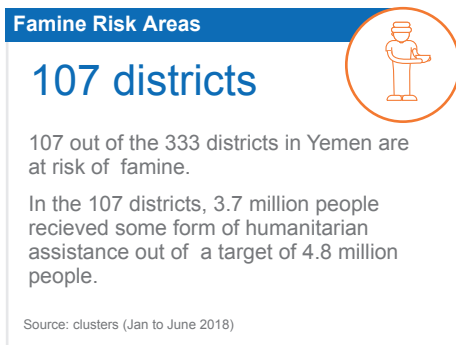 Famine Risk Areas
107 districts
107 out of the 333 districts in Yemen are
at risk of famine.
In the 107 districts, 3.7 million people
recieved some form of humanitarian
assistance out of a target of 4.8 million
people.
Source: clusters (Jan to June 2018)